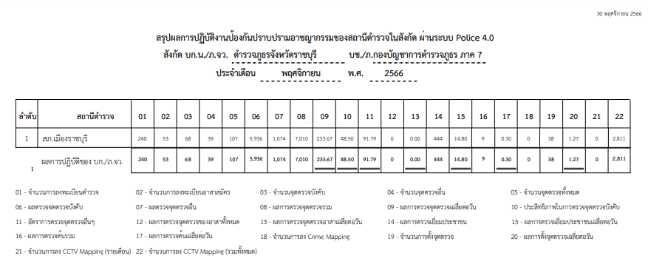 30 พฤศจิกายน 2566
สรุปผลการปฏิบัติงานป้องกันปราบปรามอาชญากรรมของสถานีตำรวจในสังกัด ผ่านระบบ Police 4.0
สังกัด บก.น./ภ.จว. ตำรวจภูธรจังหวัดราชบุรี บช./ภ.กองบัญชาการตำรวจภูธร ภาค 7
ประจำเดือน พฤศจิกายน พ.ศ. 2566
ลำดับ สถานีตำรวจ 01 02 03 04 05 06 07 08 09 10 11 12 13 14 15 16 17 18 19 20 21 22
1 สภ.เมืองราชบุรี 240 53 68 39 107 5,936 1,074 7,010 233.67 48.50 91.79 0 0.00 444 14.80 9 0.30 0 38 1.27 0 2,811
1 ผลการปฏิบัติของ บก./ภ.จว. 240 53 68 39 107 5,936 1,074 7,010 233.67 48.50 91.79 0 0.00 444 14.80 9 0.30 0 38 1.27 0 2,811
01 - จำนวนการลงทะเบียนตำรวจ 02 - จำนวนการลงทะเบียนอาสาสมัคร 03 - จำนวนจุดตรวจบังคับ 04 - จำนวนจุดตรวจอื่น 05 - จำนวนจุดตรวจทั้งหมด
06 - ผลตรวจจุดตรวจบังคับ 07 - ผลตรวจจุดตรวจอื่น 08 - ผลการตรวจจุดตรวจรวม 09 - ผลการตรวจจุดตรวจเฉลี่ยต่อวัน 10 - ประสิทธิภาพในการตรวจจุดตรวจบังคับ
11 - อัตราการตรวจจุดตรวจอื่นๆ 12 - ผลการตรวจจุดตรวจของอาสาทั้งหมด 13 - ผลการตรวจจุดตรวจอาสาเฉลี่ยต่อวัน 14 - ผลการตรวจเยี่ยมประชาชน 15 - ผลการตรวจเยี่ยมประชาชนเฉลี่ยต่อวัน
16 - ผลการตรวจค้นรวม 17 - ผลการตรวจค้นเฉลี่ยต่อวัน 18 - จำนวนการลง Crime Mapping 19 - จำนวนการตั้งจุดตรวจ 20 - ผลการตั้งจุดตรวจเฉลี่ยต่อวัน
21 - จำนวนการลง CCTV Mapping (รายเดือน) 22 - จำนวนการลง CCTV Mapping (รวมทั้งหมด)